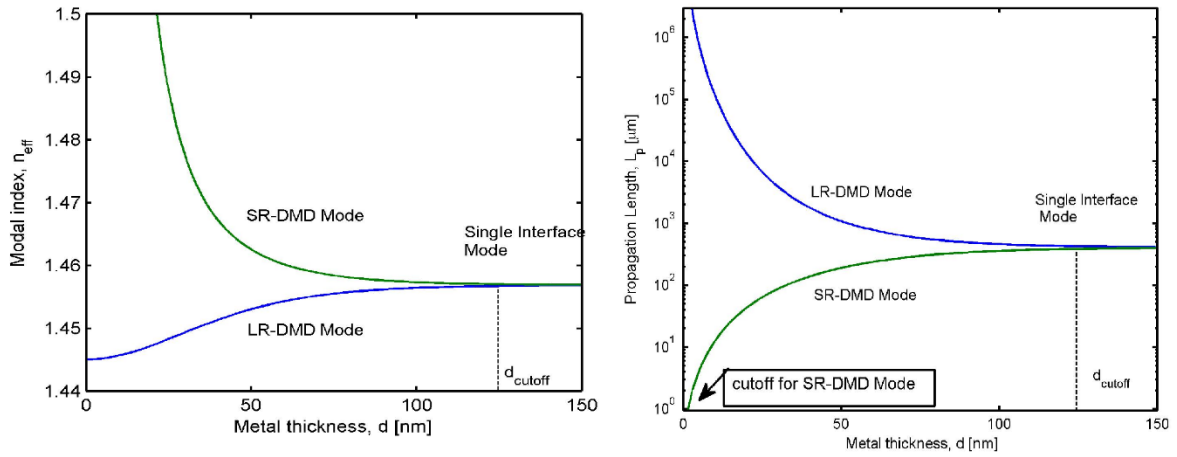 1.5
1.49
1.48
1.47
1.46
1.45
1.44
Modal index, n_eff
SR-DMD Mode
Single Interface
Mode
LR-DMD Mode
d_cutoff
0
50
100
150
Metal thickness, d [nm]
10^6
10^5
10^4
10^3
10^2
10^1
10^0
Propagation Length, L_p [μm]
LR-DMD Mode
Single Interface
Mode
SR-DMD Mode
d_cutoff
cutoff for SR-DMD Mode
0
50
100
150
Metal thickness, d [nm]